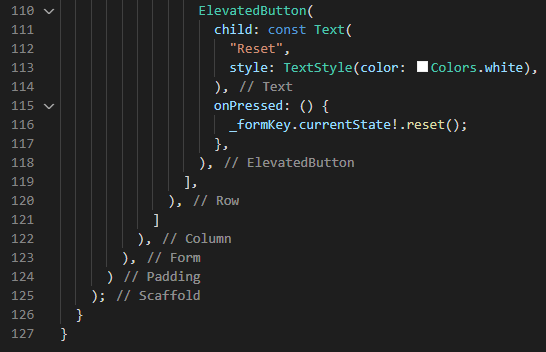 110 ElevatedButton(
111 child: const Text(
112 "Reset",
113 style: TextStyle(color: Colors.white),
114 ), // Text
115 onPressed: () {
116 _formKey.currentState!.reset();
117 },
118 ), // ElevatedButton
119 ],
120 ), // Row
121 ]
122 ), // Column
123 ), // Form
124 ) // Padding
125 ); // Scaffold
126 }
127 }